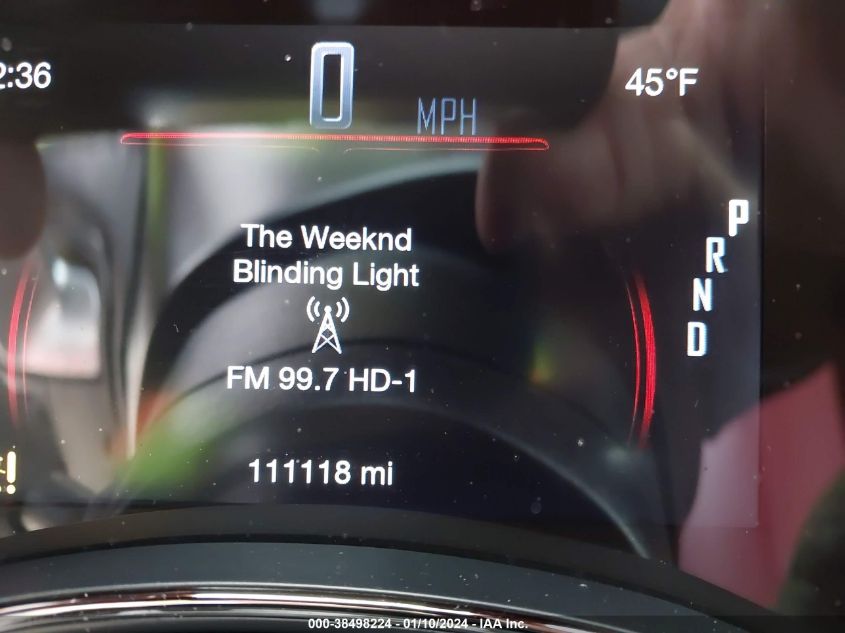 2:36
0
MPH
45°F
The Weeknd
Blinding Light
FM 99.7 HD-1
111118 mi
P
R
N
D
!
000-38498224 - 01/10/2024 - IAA Inc.